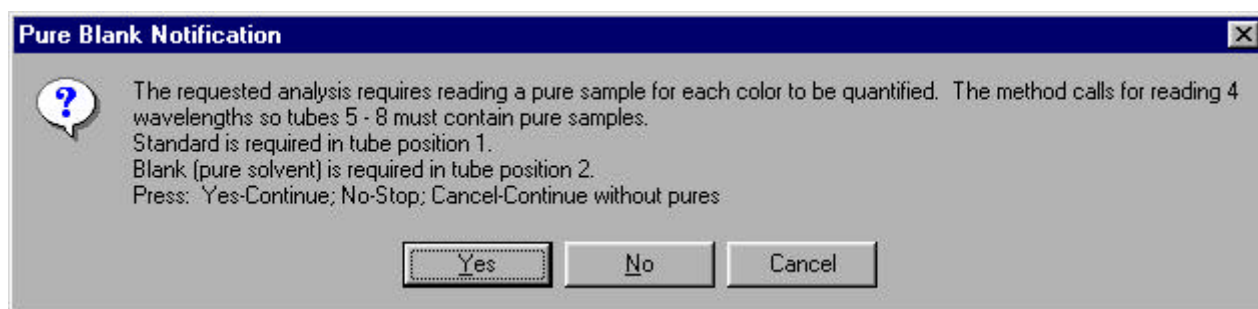 Pure Blank Notification
The requested analysis requires reading a pure sample for each color to be quantified.  The method calls for reading 4
wavelengths so tubes 5 - 8 must contain pure samples.
Standard is required in tube position 1.
Blank (pure solvent) is required in tube position 2.
Press:  Yes-Continue; No-Stop; Cancel-Continue without pures
Yes No Cancel